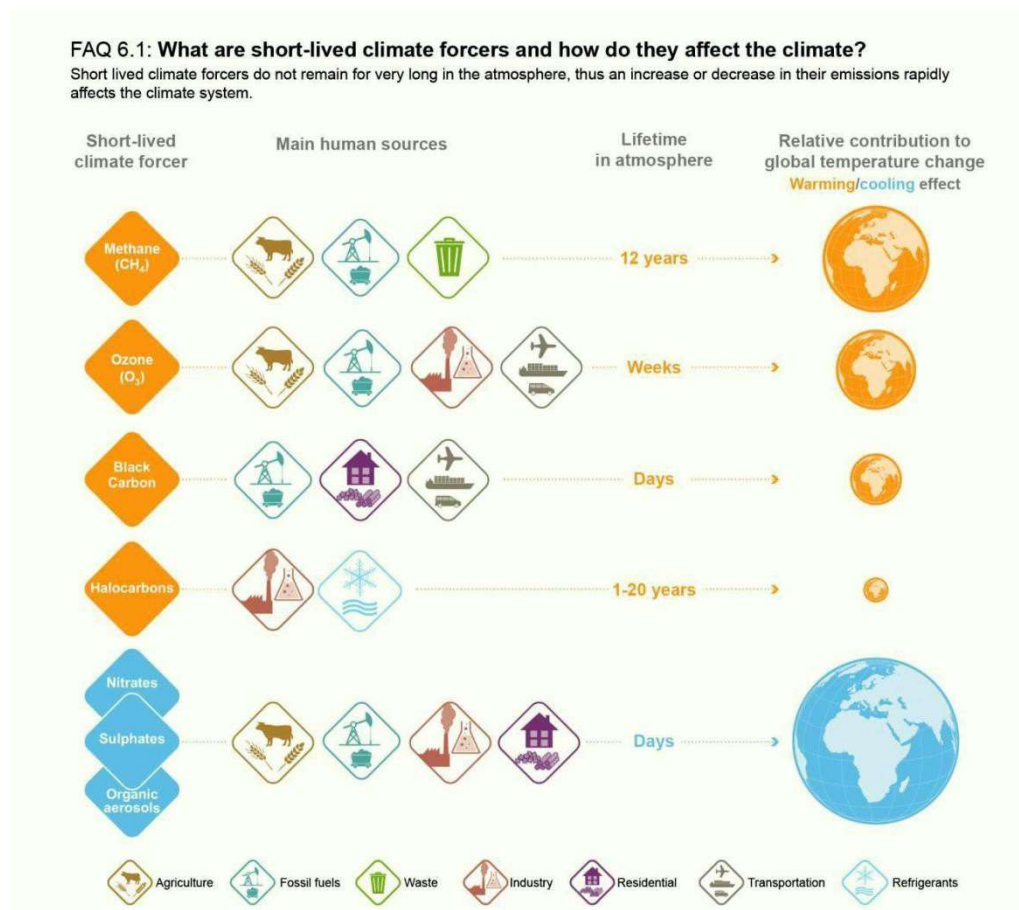 FAQ 6.1: What are short-lived climate forcers and how do they affect the climate?
Short lived climate forcers do not remain for very long in the atmosphere, thus an increase or decrease in their emissions rapidly
affects the climate system.
Short-lived
climate forcer
Main human sources
Lifetime
in atmosphere
Relative contribution to
global temperature change
Warming/cooling effect
Methane
(CH₄)
12 years
Ozone
(O₃)
Weeks
Black
Carbon
Days
Halocarbons
1-20 years
Nitrates
Sulphates
Organic
aerosols
Days
Agriculture
Fossil fuels
Waste
Industry
Residential
Transportation
Refrigerants